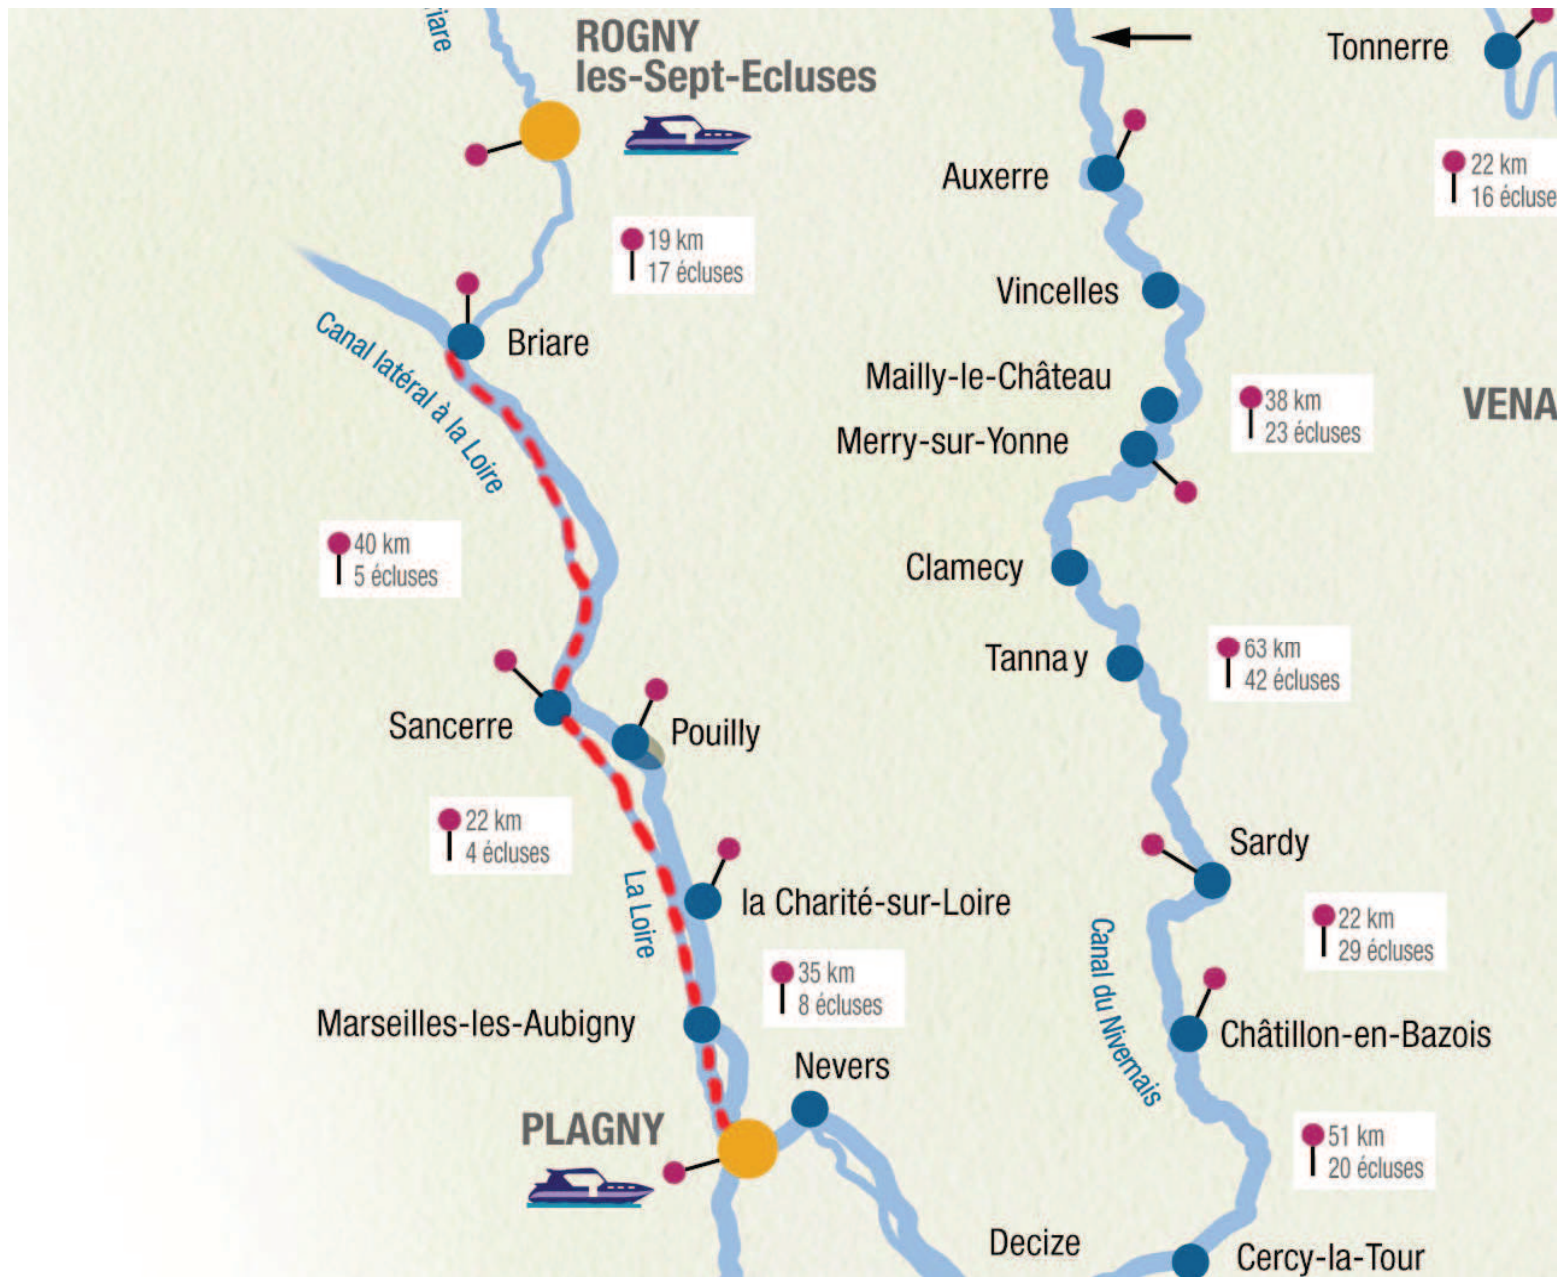 ROGNY
les-Sept-Ecluses
Tonnerre
Auxerre
22 km
16 écluse
19 km
17 écluses
Vincelles
Canal latéral à la Loire
Briare
Mailly-le-Château
38 km
23 écluses
VENA
Merry-sur-Yonne
40 km
5 écluses
Clamecy
Tanna y
63 km
42 écluses
Sancerre
Pouilly
22 km
4 écluses
Sardy
La Loire
la Charité-sur-Loire
22 km
29 écluses
Canal du Nivernais
35 km
8 écluses
Marseilles-les-Aubigny
Châtillon-en-Bazois
Nevers
PLAGNY
51 km
20 écluses
Decize
Cercy-la-Tour